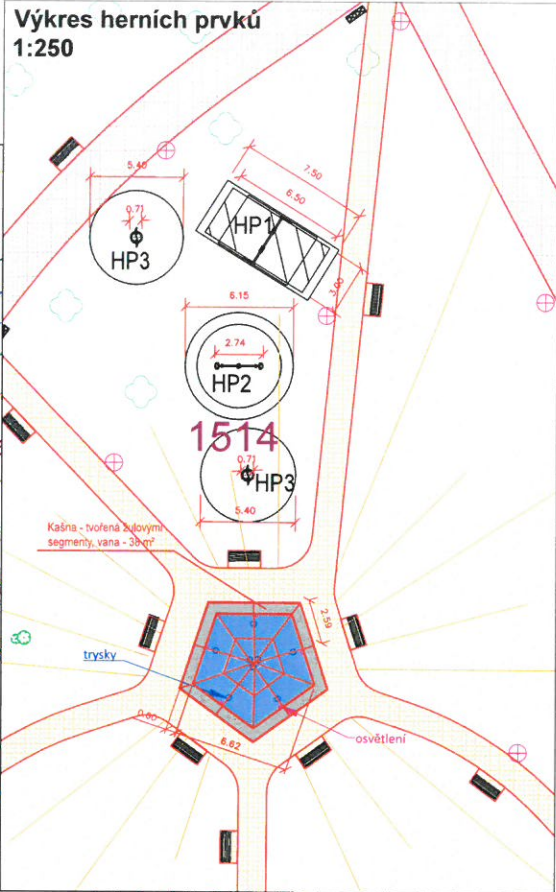 Výkres herních prvků
1:250
5.40
7.50
6.50
0.71
HP1
HP3
3.00
6.15
2.74
HP2
1514
0.71
HP3
5.40
Kašna - tvořená žulovými
segmenty, vana - 38 m²
2.59
trysky
0.60
6.62
osvětlení